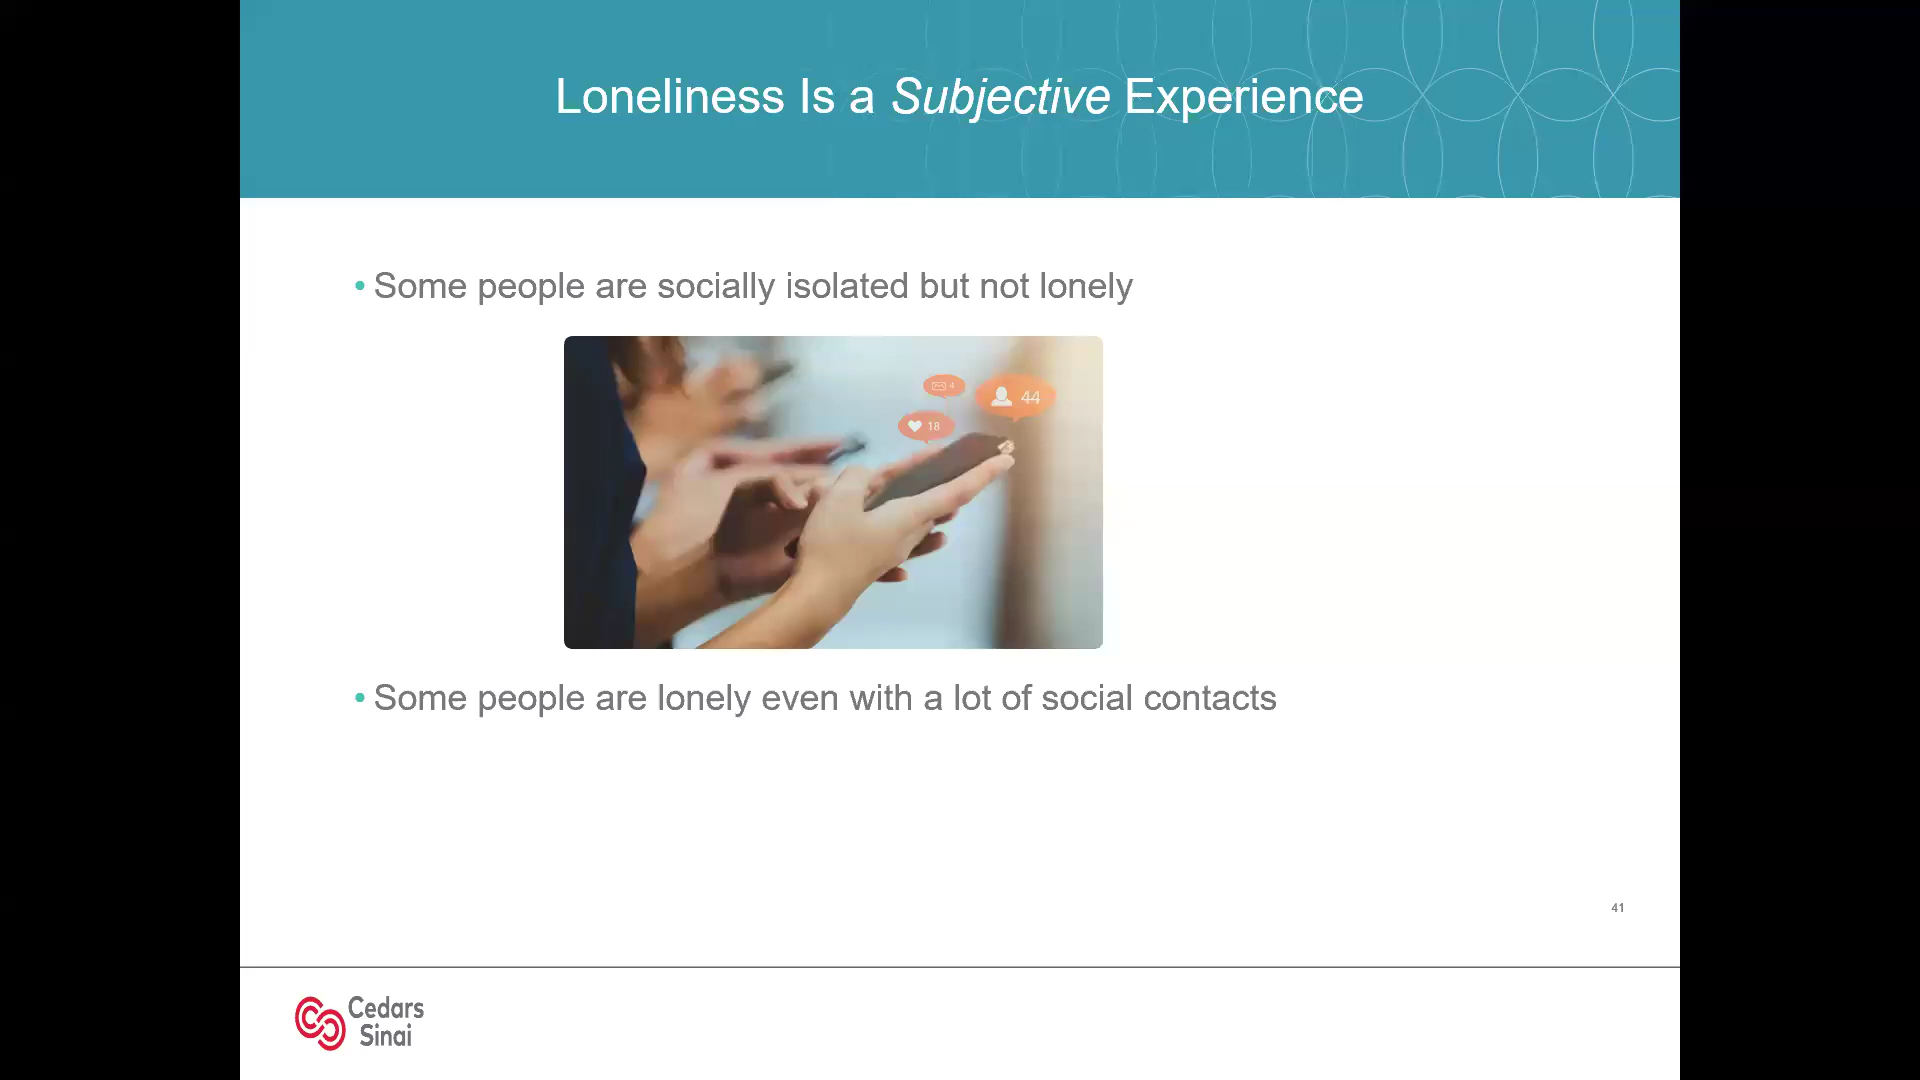 Loneliness Is a Subjective Experience
• Some people are socially isolated but not lonely
4
44
18
• Some people are lonely even with a lot of social contacts
41
Cedars
Sinai